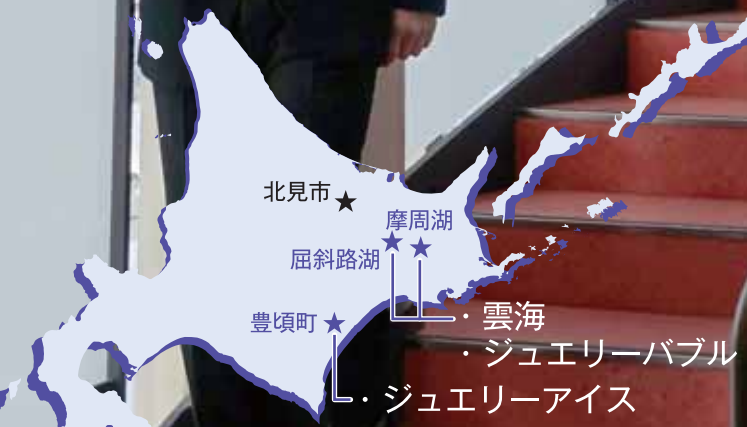 北見市
摩周湖
屈斜路湖
豊頃町
・雲海
・ジュエリーバブル
・ジュエリーアイス